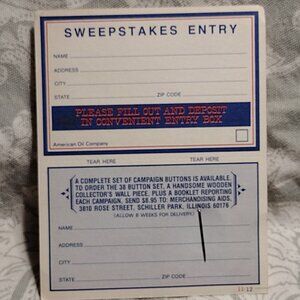 SWEEPSTAKES ENTRY
NAME
ADDRESS
CITY
STATE ZIP CODE
PLEASE FILL OUT AND DEPOSIT
IN CONVENIENT ENTRY BOX
American Oil Company
TEAR HERE TEAR HERE
A COMPLETE SET OF CAMPAIGN BUTTONS IS AVAILABLE
TO ORDER THE 38 BUTTON SET, A HANDSOME WOODEN
COLLECTOR'S WALL PIECE, PLUS A BOOKLET REPORTING
EACH CAMPAIGN, SEND $8.95 TO: MERCHANDISING AIDS,
3810 ROSE STREET, SCHILLER PARK, ILLINOIS 60176
(ALLOW 8 WEEKS FOR DELIVERY)
NAME
ADDRESS
CITY
STATE ZIP CODE
12